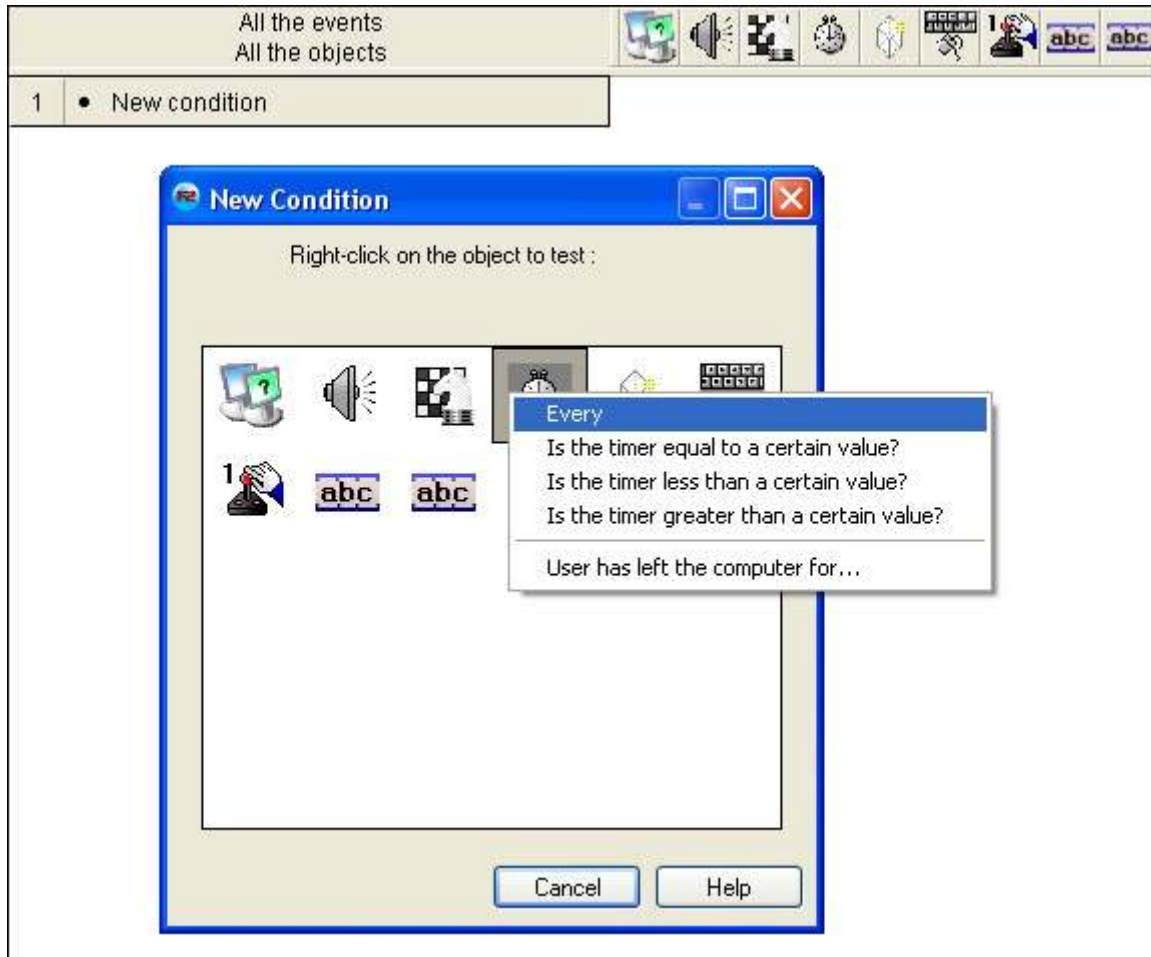 All the events
All the objects
1 • New condition
abc abc
New Condition
Right-click on the object to test :
Every
Is the timer equal to a certain value?
Is the timer less than a certain value?
Is the timer greater than a certain value?
User has left the computer for...
1 abc abc
Cancel Help